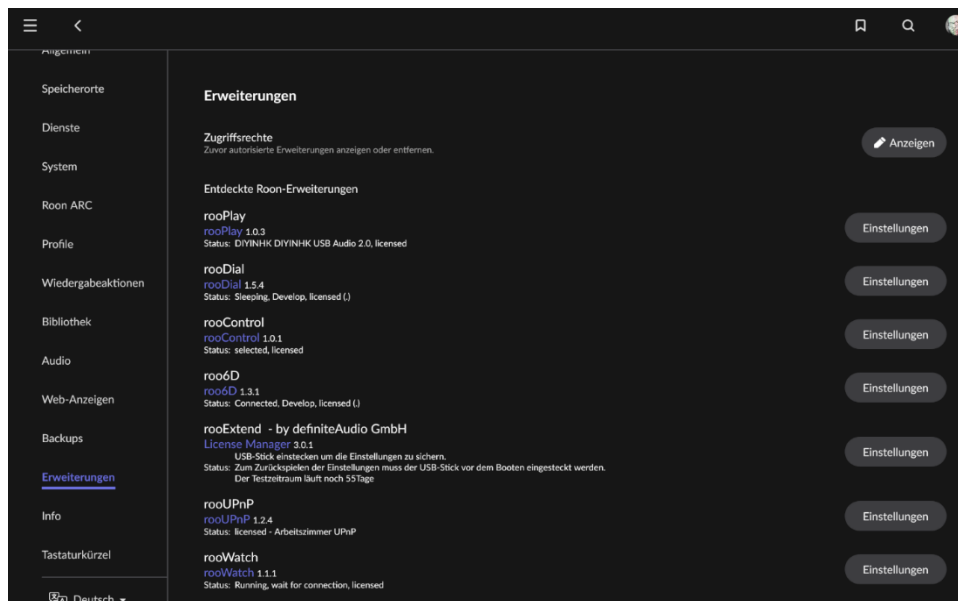 Allgemein
Speicherorte
Dienste
System
Roon ARC
Profile
Wiedergabeaktionen
Bibliothek
Audio
Web-Anzeigen
Backups
Erweiterungen
Info
Tastaturkürzel
Deutsch
Erweiterungen
Zugriffsrechte
Zuvor autorisierte Erweiterungen anzeigen oder entfernen.
Anzeigen
Entdeckte Roon-Erweiterungen
rooPlay
rooPlay 1.0.3
Status: DIYINHK DIYINHK USB Audio 2.0, licensed
Einstellungen
rooDial
rooDial 1.5.4
Status: Sleeping, Develop, licensed (.)
Einstellungen
rooControl
rooControl 1.0.1
Status: selected, licensed
Einstellungen
roo6D
roo6D 1.3.1
Status: Connected, Develop, licensed (.)
Einstellungen
rooExtend - by definiteAudio GmbH
License Manager 3.0.1
USB-Stick einstecken um die Einstellungen zu sichern.
Status: Zum Zurückspielen der Einstellungen muss der USB-Stick vor dem Booten eingesteckt werden.
Der Testzeitraum läuft noch 55Tage
Einstellungen
rooUPnP
rooUPnP 1.2.4
Status: licensed - Arbeitszimmer UPnP
Einstellungen
rooWatch
rooWatch 1.1.1
Status: Running, wait for connection, licensed
Einstellungen